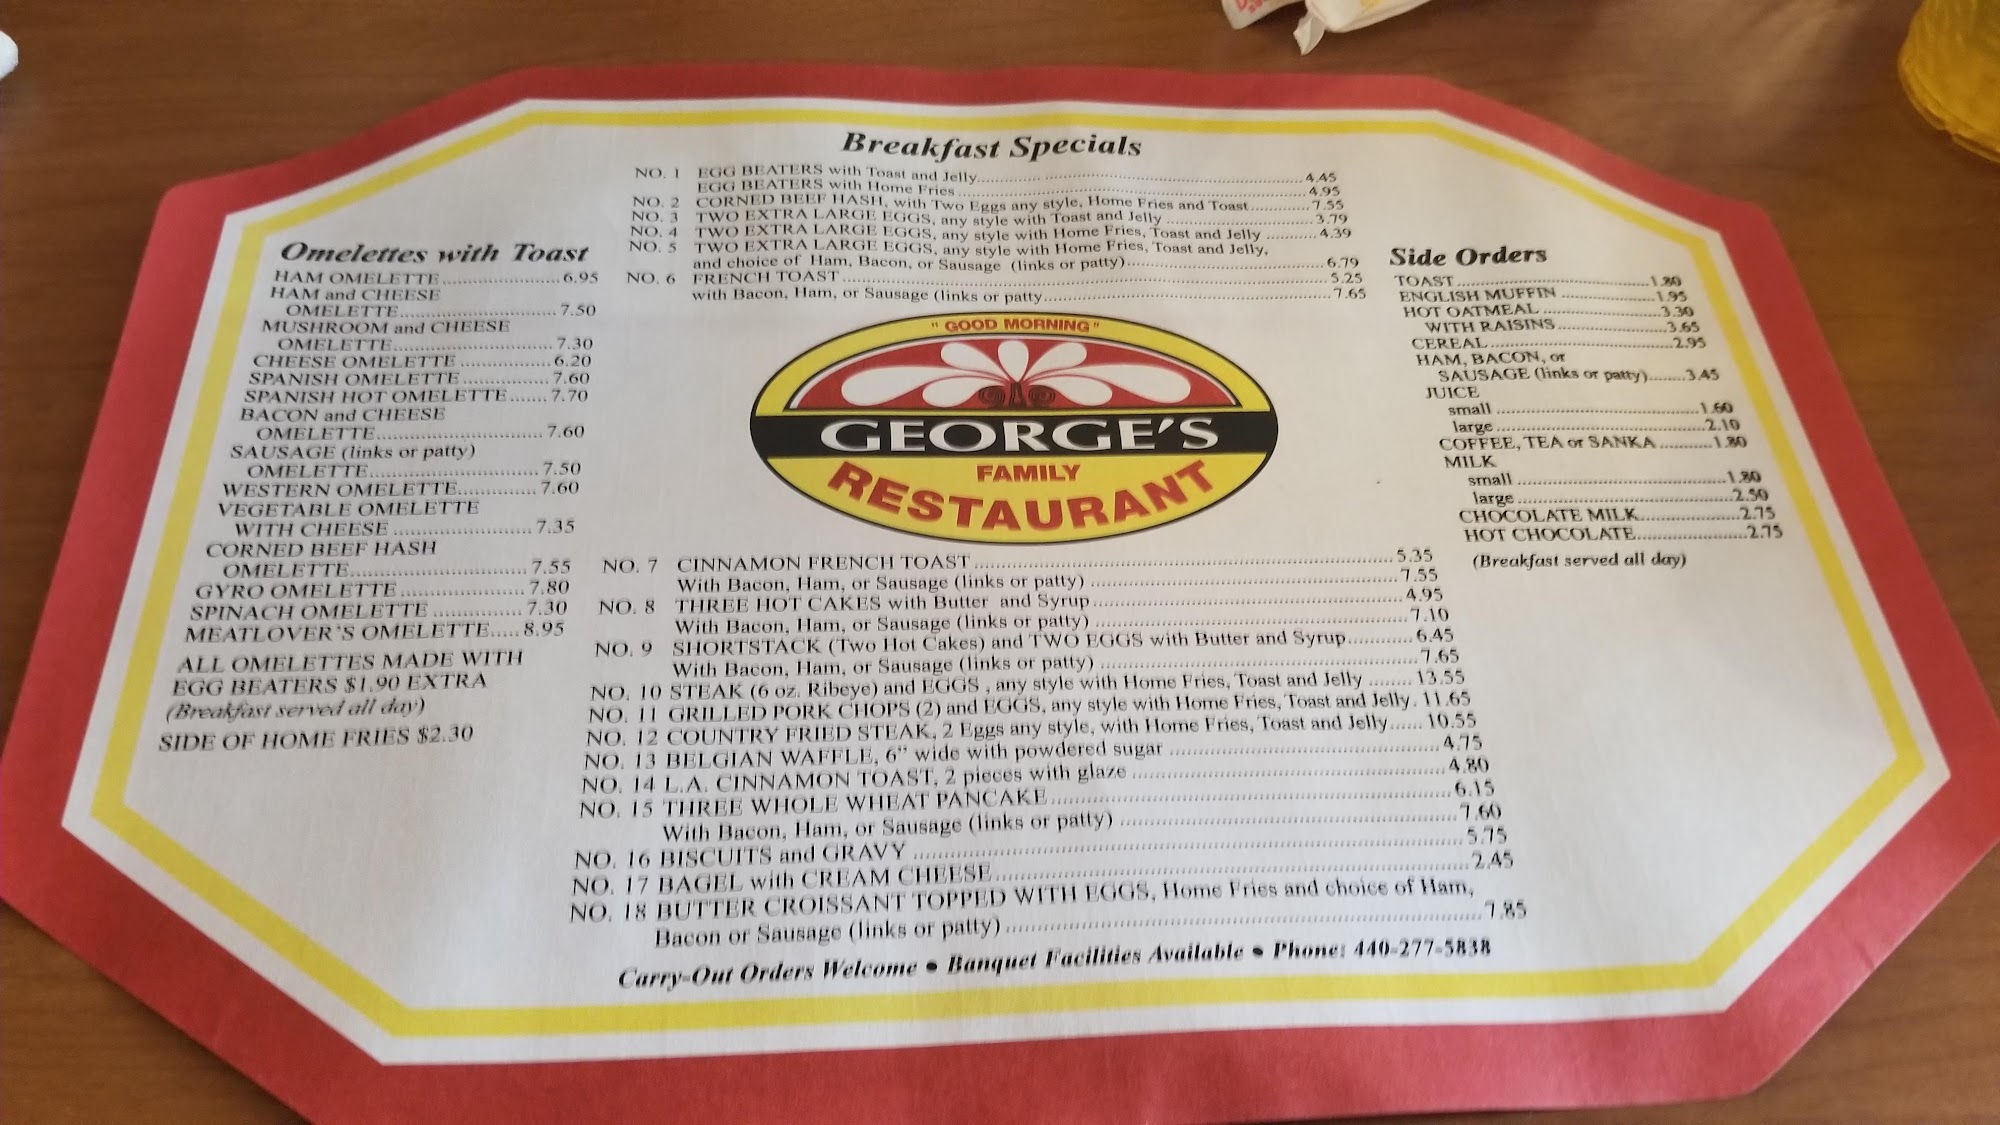 Breakfast Specials
NO. 1 EGG BEATERS with Toast and Jelly 4.45
EGG BEATERS with Home Fries 4.95
NO. 2 CORNED BEEF HASH, with Two Eggs any style, Home Fries and Toast 7.55
NO. 3 TWO EXTRA LARGE EGGS, any style with Toast and Jelly 3.79
NO. 4 TWO EXTRA LARGE EGGS, any style with Home Fries, Toast and Jelly 4.39
NO. 5 TWO EXTRA LARGE EGGS, any style with Home Fries, Toast and Jelly,
and choice of Ham, Bacon, or Sausage (links or patty) 6.79
NO. 6 FRENCH TOAST 5.25
with Bacon, Ham, or Sausage (links or patty 7.65
Omelettes with Toast
HAM OMELETTE 6.95
HAM and CHEESE
OMELETTE 7.50
MUSHROOM and CHEESE
OMELETTE 7.30
CHEESE OMELETTE 6.20
SPANISH OMELETTE 7.60
SPANISH HOT OMELETTE 7.70
BACON and CHEESE
OMELETTE 7.60
SAUSAGE (links or patty)
OMELETTE 7.50
WESTERN OMELETTE 7.60
VEGETABLE OMELETTE
WITH CHEESE 7.35
CORNED BEEF HASH
OMELETTE 7.55
GYRO OMELETTE 7.80
SPINACH OMELETTE 7.30
MEATLOVER'S OMELETTE 8.95
ALL OMELETTES MADE WITH
EGG BEATERS $1.90 EXTRA
(Breakfast served all day)
SIDE OF HOME FRIES $2.30
"GOOD MORNING"
GEORGE'S
FAMILY
RESTAURANT
Side Orders
TOAST 1.80
ENGLISH MUFFIN 1.95
HOT OATMEAL 3.30
WITH RAISINS 3.65
CEREAL 2.95
HAM, BACON, or
SAUSAGE (links or patty) 3.45
JUICE
small 1.60
large 2.10
COFFEE, TEA or SANKA 1.80
MILK
small 1.80
large 2.50
CHOCOLATE MILK 2.75
HOT CHOCOLATE 2.75
(Breakfast served all day)
NO. 7 CINNAMON FRENCH TOAST 5.35
With Bacon, Ham, or Sausage (links or patty) 7.55
NO. 8 THREE HOT CAKES with Butter and Syrup 4.95
With Bacon, Ham, or Sausage (links or patty) 7.10
NO. 9 SHORTSTACK (Two Hot Cakes) and TWO EGGS with Butter and Syrup 6.45
With Bacon, Ham, or Sausage (links or patty) 7.65
NO. 10 STEAK (6 oz. Ribeye) and EGGS , any style with Home Fries, Toast and Jelly 13.55
NO. 11 GRILLED PORK CHOPS (2) and EGGS, any style with Home Fries, Toast and Jelly 11.65
NO. 12 COUNTRY FRIED STEAK, 2 Eggs any style, with Home Fries, Toast and Jelly 10.55
NO. 13 BELGIAN WAFFLE, 6" wide with powdered sugar 4.75
NO. 14 L.A. CINNAMON TOAST, 2 pieces with glaze 4.80
NO. 15 THREE WHOLE WHEAT PANCAKE 6.15
With Bacon, Ham, or Sausage (links or patty) 7.60
NO. 16 BISCUITS and GRAVY 5.75
NO. 17 BAGEL with CREAM CHEESE 2.45
NO. 18 BUTTER CROISSANT TOPPED WITH EGGS, Home Fries and choice of Ham,
Bacon or Sausage (links or patty) 7.85
Carry-Out Orders Welcome • Banquet Facilities Available • Phone: 440-277-5838